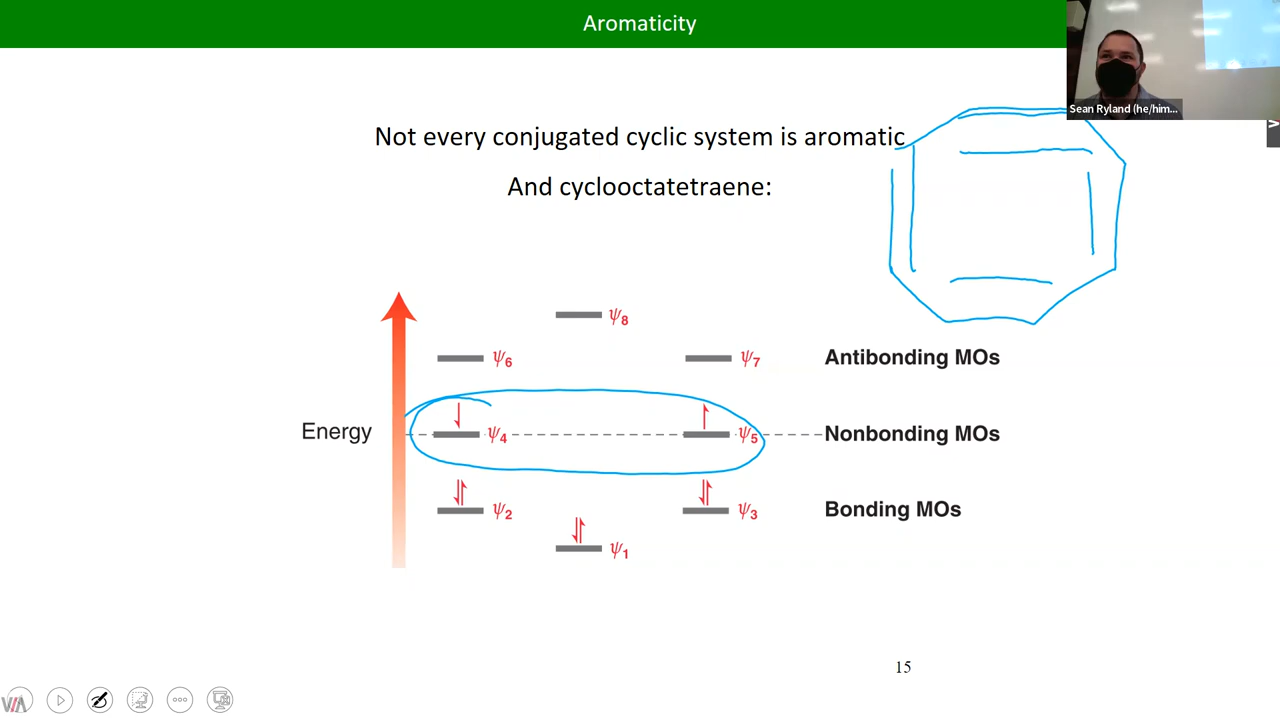 Aromaticity
Sean Ryland (he/him...
Not every conjugated cyclic system is aromatic
And cyclooctatetraene:
ψ8
ψ6
ψ7
Antibonding MOs
Energy
ψ4
ψ5
Nonbonding MOs
ψ2
ψ3
Bonding MOs
ψ1
15